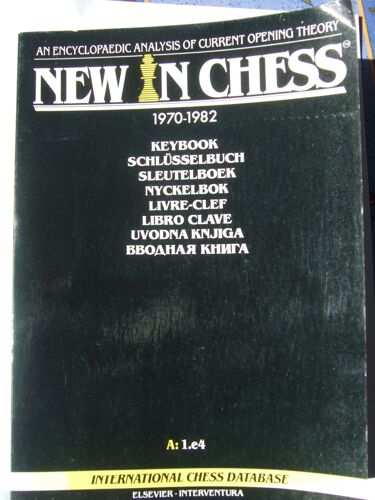 AN ENCYCLOPAEDIC ANALYSIS OF CURRENT OPENING THEORY
NEW IN CHESS
1970-1982
KEYBOOK
SCHLÜSSELBUCH
SLEUTELBOEK
NYCKELBOK
LIVRE-CLEF
LIBRO CLAVE
UVODNA KNJIGA
ВВОДНАЯ КНИГА
A: 1.e4
INTERNATIONAL CHESS DATABASE
ELSEVIER · INTERVENTURA